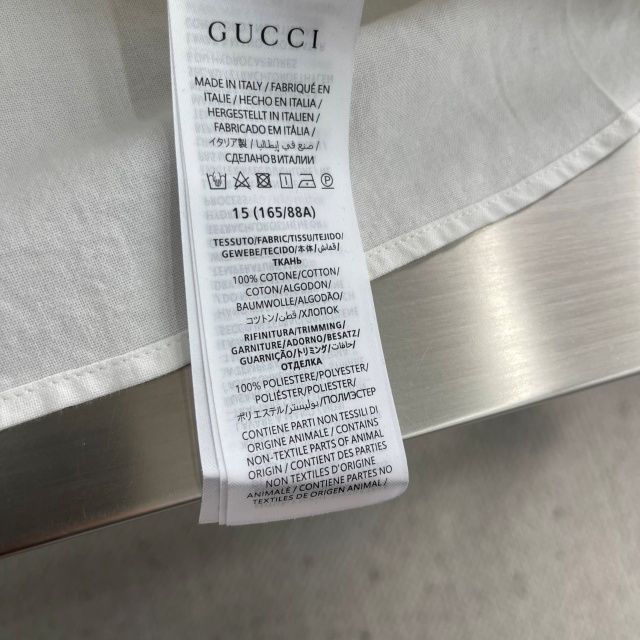 GUCCI
MADE IN ITALY / FABRIQUÉ EN
ITALIE / HECHO EN ITALIA /
HERGESTELLT IN ITALIEN /
FABRICADO EM ITÁLIA /
イタリア製 / صنع في إيطاليا /
СДЕЛАНО В ИТАЛИИ
15 (165/88A)
TESSUTO/FABRIC/TISSU/TEJIDO/
GEWEBE/TECIDO/本体/قماش/
ТКАНЬ
100% COTONE/COTTON/
COTON/ALGODON/
BAUMWOLLE/ALGODÃO/
コットン/قطن/ХЛОПОК
RIFINITURA/TRIMMING/
GARNITURE/ADORNO/BESATZ/
GUARNIÇÃO/トリミング/حافات/
ОТДЕЛКА
100% POLIESTERE/POLYESTER/
POLIÉSTER/POLYESTER/
ポリエステル/بوليستر/ПОЛИЭСТЕР
CONTIENE PARTI NON TESSILI DI
ORIGINE ANIMALE / CONTAINS
NON-TEXTILE PARTS OF ANIMAL
ORIGIN / CONTIENT DES PARTIES
NON TEXTILES D'ORIGINE
ANIMALE / CONTIENE PARTES NO
TEXTILES DE ORIGEN ANIMAL /